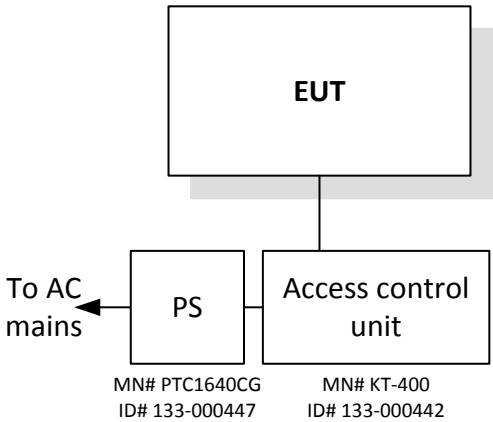 EUT
To AC
mains
PS
Access control
unit
MN# PTC1640CG
ID# 133-000447
MN# KT-400
ID# 133-000442